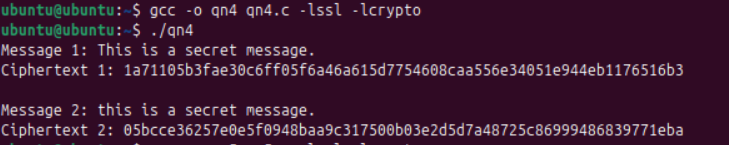 ubuntu@ubuntu:~$ gcc -o qn4 qn4.c -lssl -lcrypto
ubuntu@ubuntu:~$ ./qn4
Message 1: This is a secret message.
Ciphertext 1: 1a71105b3fae30c6ff05f6a46a615d7754608caa556e34051e944eb1176516b3
Message 2: this is a secret message.
Ciphertext 2: 05bcce36257e0e5f0948baa9c317500b03e2d5d7a48725c86999486839771eba